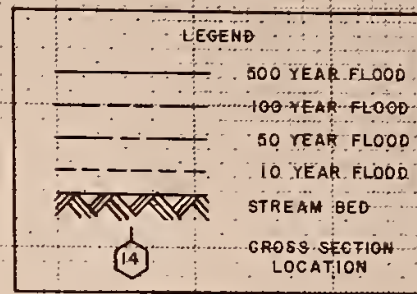 LEGEND
500 YEAR FLOOD
100 YEAR FLOOD
50 YEAR FLOOD
10 YEAR FLOOD
STREAM BED
14
CROSS SECTION
LOCATION